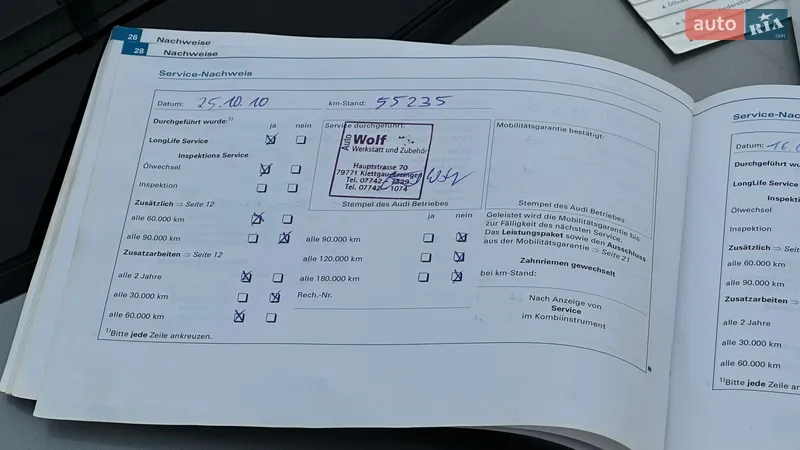 auto RIA .com
26 Nachweise
28 Nachweise
Service-Nachweis
Datum: 25.10.10 km-Stand: 55235
Durchgeführt wurde:¹⁾ ja nein
LongLife Service
Inspektions Service
Ölwechsel
Inspektion
Zusätzlich ⇒ Seite 12
alle 60.000 km
alle 90.000 km
Zusatzarbeiten ⇒ Seite 12
alle 2 Jahre
alle 30.000 km
alle 60.000 km
¹⁾Bitte jede Zeile ankreuzen.
Service durchgeführt:
Auto Wolf
Werkstatt und Zubehör
Hauptstrasse 70
79771 Klettgau-Erzingen
Tel. 07742
Tel. 07742 1074
Stempel des Audi Betriebes
ja nein
alle 90.000 km
alle 120.000 km
alle 180.000 km
Rech.-Nr.
Mobilitätsgarantie bestätigt:
Stempel des Audi Betriebes
Geleistet wird die Mobilitätsgarantie bis
zur Fälligkeit des nächsten Service.
Das Leistungspaket sowie den Ausschluss
aus der Mobilitätsgarantie ⇒ Seite 21
Zahnriemen gewechselt
bei km-Stand:
Nach Anzeige von
Service
im Kombiinstrument
Service-Nac
Datum: 16.
Durchgeführt wu
LongLife Service
Inspekti
Ölwechsel
Inspektion
Zusätzlich ⇒ Seite
alle 60.000 km
alle 90.000 km
Zusatzarbeiten ⇒
alle 2 Jahre
alle 30.000 km
alle 60.000 km
¹⁾Bitte jede Zeile an